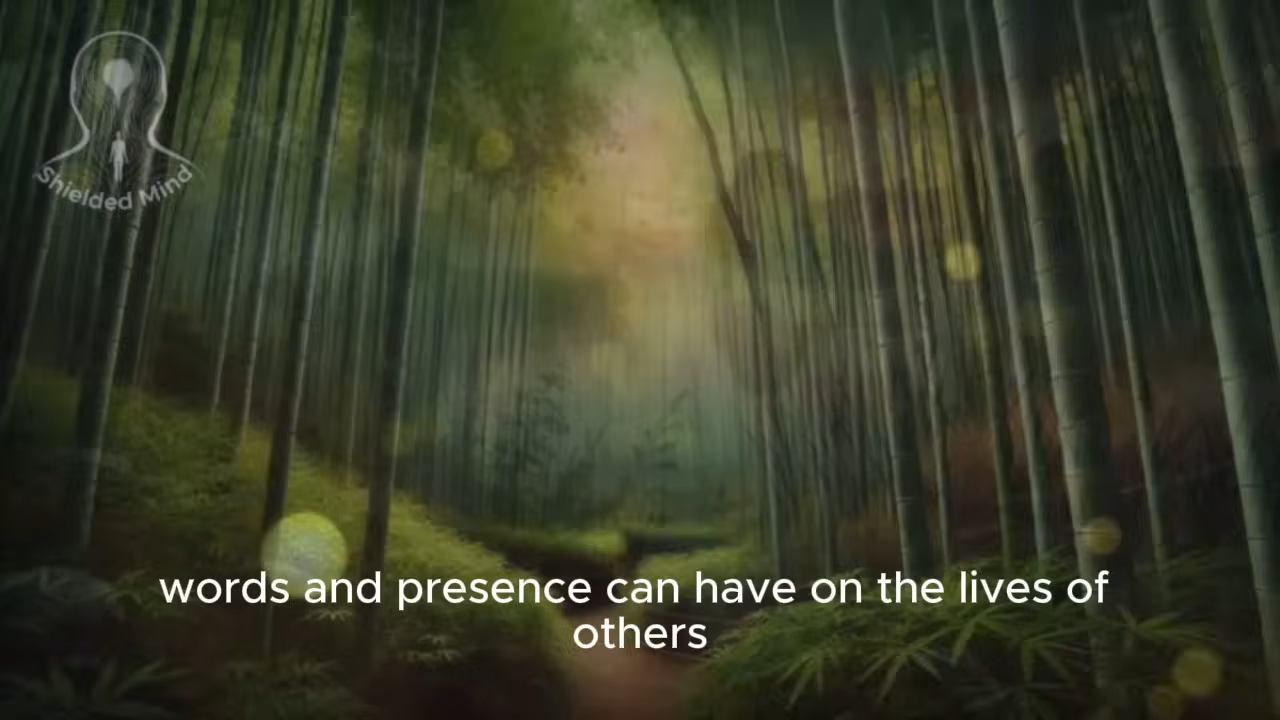 Shielded Mind
words and presence can have on the lives of
others